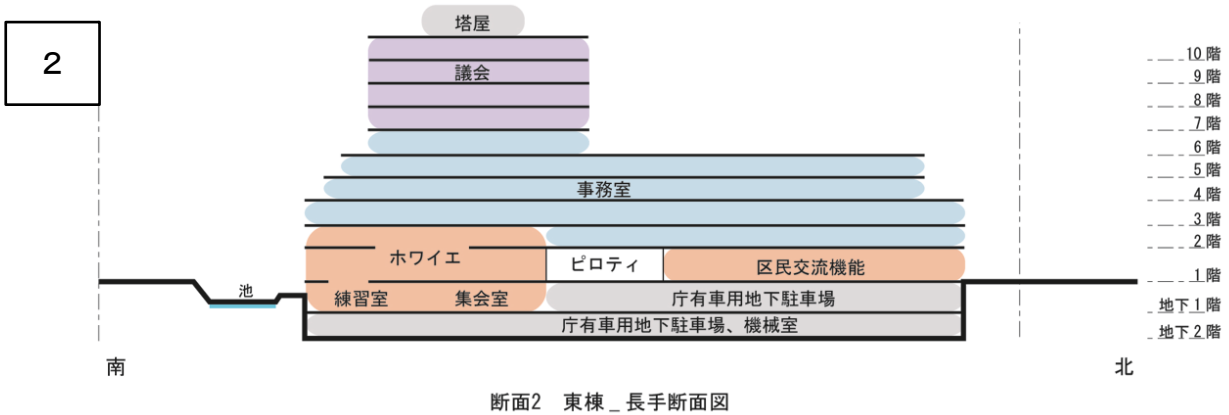 2
塔屋
議会
10階
9階
8階
7階
6階
5階
事務室
4階
3階
2階
ホワイエ
ピロティ
区民交流機能
1階
池
練習室
集会室
庁有車用地下駐車場
地下1階
庁有車用地下駐車場、機械室
地下2階
南
北
断面2 東棟_長手断面図